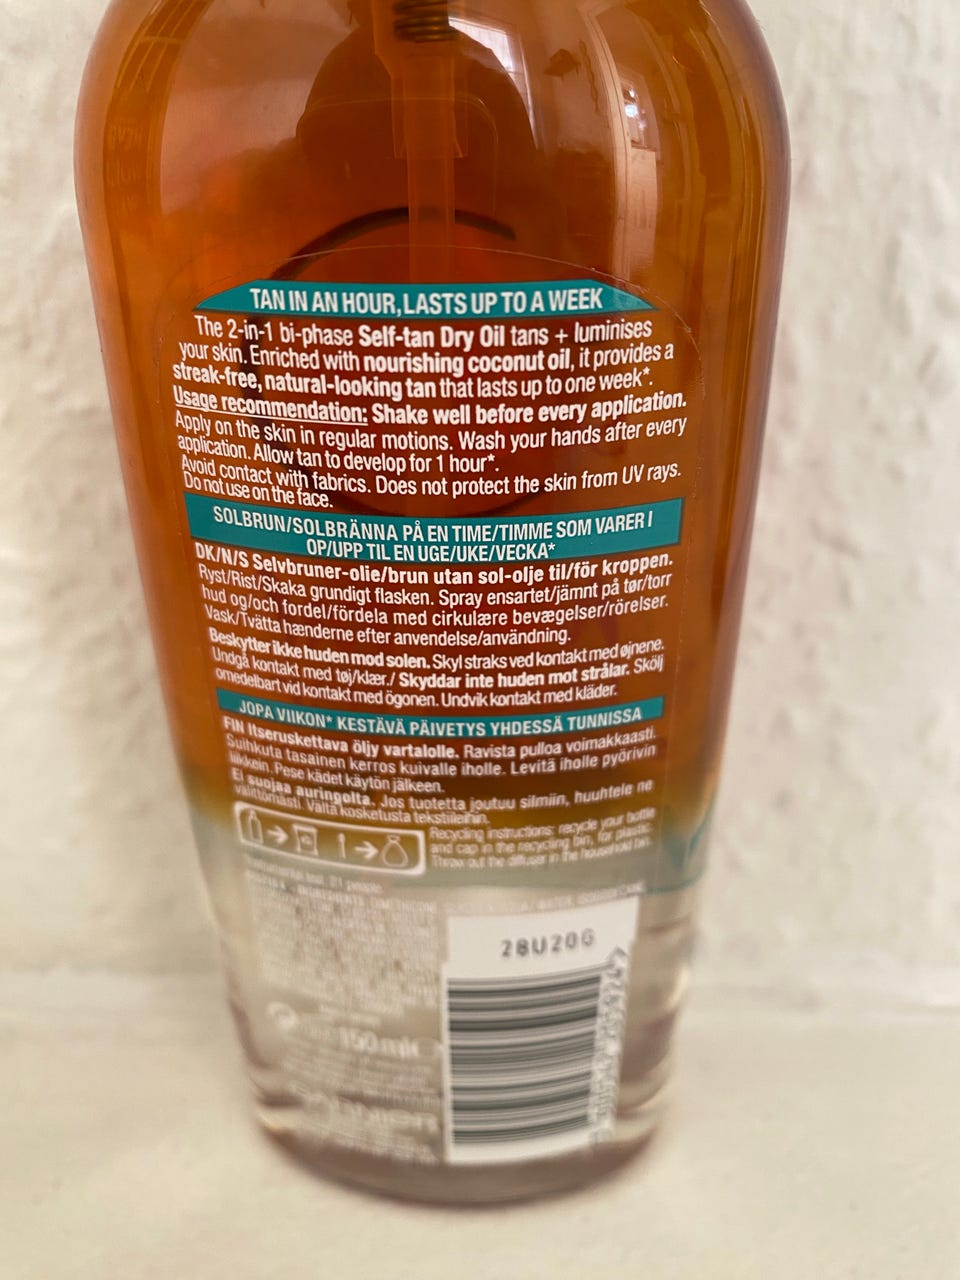 TAN IN AN HOUR, LASTS UP TO A WEEK
The 2-in-1 bi-phase Self-tan Dry Oil tans + luminises
your skin. Enriched with nourishing coconut oil, it provides a
streak-free, natural-looking tan that lasts up to one week*.
Usage recommendation: Shake well before every application.
Apply on the skin in regular motions. Wash your hands after every
application. Allow tan to develop for 1 hour*.
Avoid contact with fabrics. Does not protect the skin from UV rays.
Do not use on the face.
SOLBRUN/SOLBRÄNNA PÅ EN TIME/TIMME SOM VARER I
OP/UPP TIL EN UGE/UKE/VECKA*
DK/N/S Selvbruner-olie/brun utan sol-olje til/för kroppen.
Ryst/Rist/Skaka grundigt flasken. Spray ensartet/jämnt på tør/torr
hud og/och fordel/fördela med cirkulære bevægelser/rörelser.
Vask/Tvätta hænderne efter anvendelse/användning.
Beskytter ikke huden mod solen. Skyl straks ved kontakt med øjnene.
Undgå kontakt med tøj/klær./ Skyddar inte huden mot strålar. Skölj
omedelbart vid kontakt med ögonen. Undvik kontakt med kläder.
JOPA VIIKON* KESTÄVÄ PÄIVETYS YHDESSÄ TUNNISSA
FIN Itseruskettava öljy vartalolle. Ravista pulloa voimakkaasti.
Suihkuta tasainen kerros kuivalle iholle. Levitä iholle pyörivin
liikkein. Pese kädet käytön jälkeen.
Ei suojaa auringolta. Jos tuotetta joutuu silmiin, huuhtele ne
välittömästi. Vältä kosketusta tekstiileihin.
Recycling instructions: recycle your bottle
and cap in the recycling bin, for plastic.
Throw out the diffuser in the household bin.
28U20G
150 ml